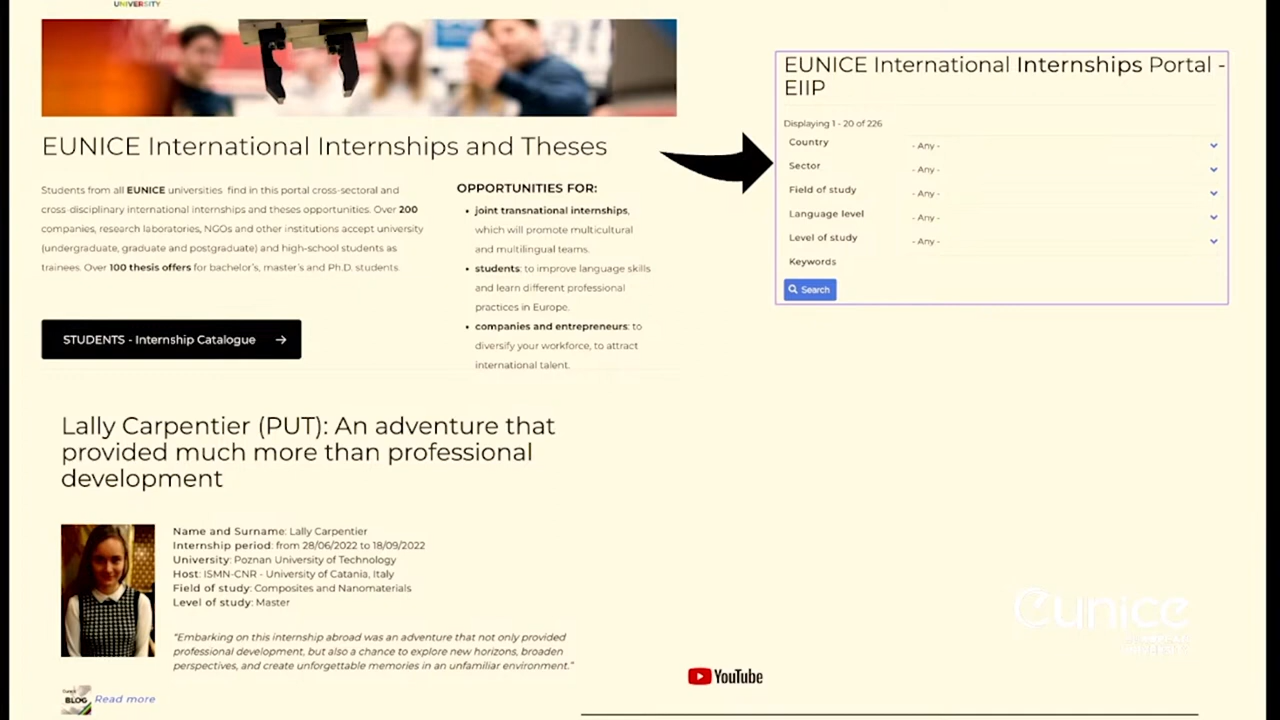 UNIVERSITY
EUNICE International Internships and Theses
Students from all EUNICE universities find in this portal cross-sectoral and
cross-disciplinary international internships and theses opportunities. Over 200
companies, research laboratories, NGOs and other institutions accept university
(undergraduate, graduate and postgraduate) and high-school students as
trainees. Over 100 thesis offers for bachelor's, master's and Ph.D. students.
STUDENTS - Internship Catalogue
OPPORTUNITIES FOR:
• joint transnational internships,
which will promote multicultural
and multilingual teams.
• students: to improve language skills
and learn different professional
practices in Europe.
• companies and entrepreneurs: to
diversify your workforce, to attract
international talent.
EUNICE International Internships Portal -
EIIP
Displaying 1 - 20 of 226
Country - Any -
Sector - Any -
Field of study - Any -
Language level - Any -
Level of study - Any -
Keywords
Search
Lally Carpentier (PUT): An adventure that
provided much more than professional
development
Name and Surname: Lally Carpentier
Internship period: from 28/06/2022 to 18/09/2022
University: Poznan University of Technology
Host: ISMN-CNR - University of Catania, Italy
Field of study: Composites and Nanomaterials
Level of study: Master
"Embarking on this internship abroad was an adventure that not only provided
professional development, but also a chance to explore new horizons, broaden
perspectives, and create unforgettable memories in an unfamiliar environment."
BLOG
Read more
YouTube
eunice